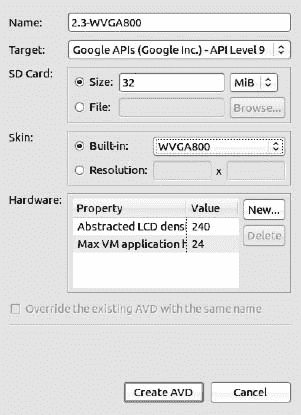 Name: 2.3-WVGA800
Target: Google APIs (Google Inc.) - API Level 9
SD Card:
Size: 32 MiB
File: Browse...
Skin:
Built-in: WVGA800
Resolution: x
Hardware:
Property Value New...
Abstracted LCD dens 240 Delete
Max VM application h 24
Override the existing AVD with the same name
Create AVD Cancel